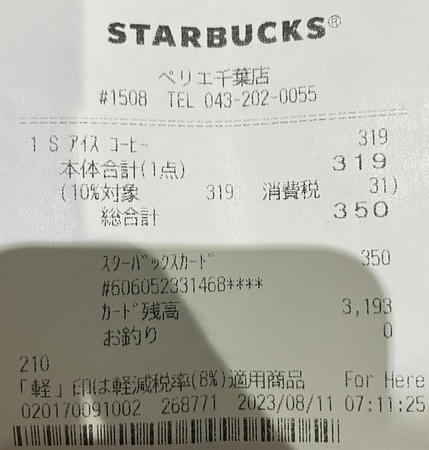 STARBUCKS®
ペリエ千葉店
#1508 TEL 043-202-0055
1 S アイス コーヒー 319
本体合計(1点) 319
(10%対象 319 消費税 31)
総合計 350
スターバックスカード 350
#606052331468****
カード残高 3,193
お釣り 0
210
「軽」印は軽減税率(8%)適用商品 For Here
020170091002 268771 2023/08/11 07:11:25